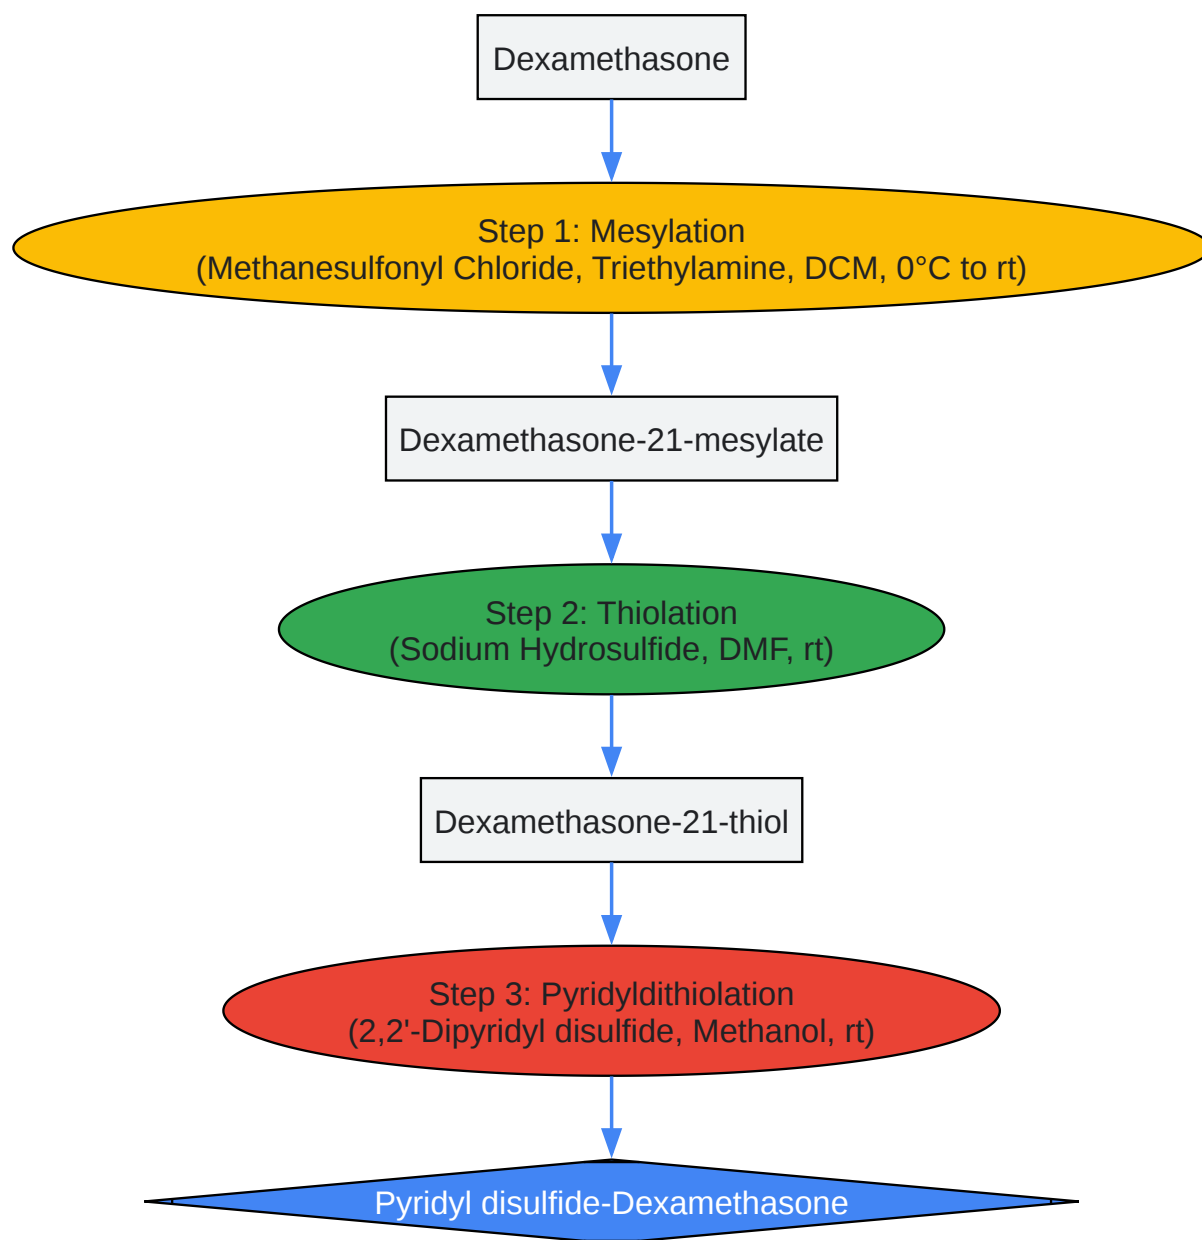 Dexamethasone
Step 1: Mesylation
(Methanesulfonyl Chloride, Triethylamine, DCM, 0°C to rt)
Dexamethasone-21-mesylate
Step 2: Thiolation
(Sodium Hydrosulfide, DMF, rt)
Dexamethasone-21-thiol
Step 3: Pyridyldithiolation
(2,2'-Dipyridyl disulfide, Methanol, rt)
Pyridyl disulfide-Dexamethasone